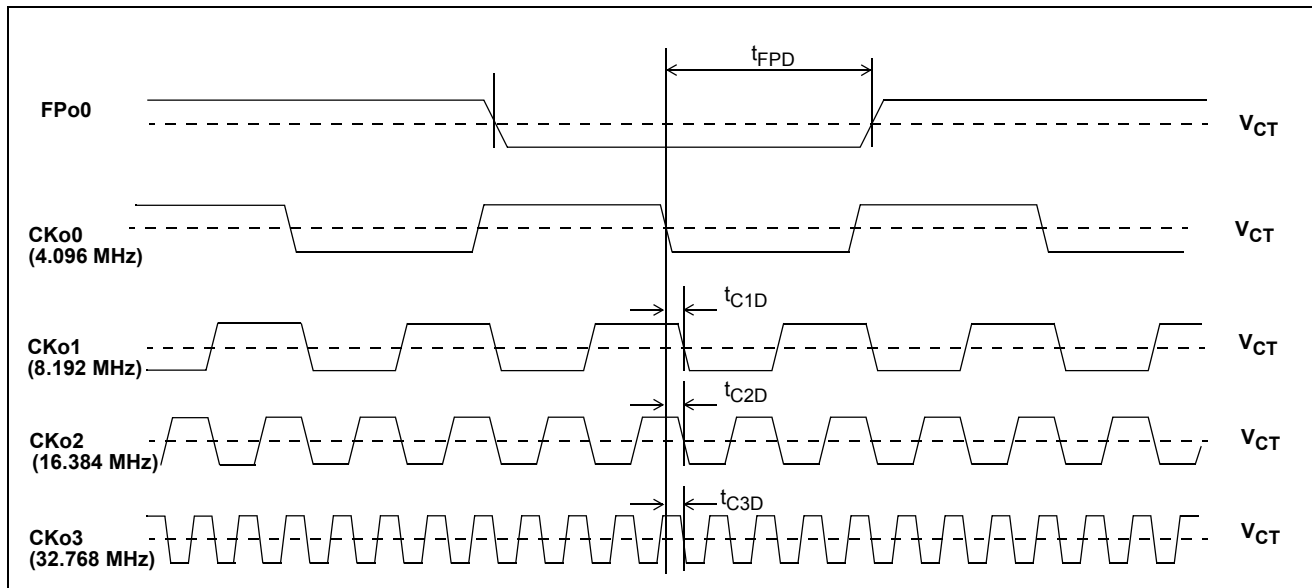 tFPD
FPo0
VCT
CKo0
(4.096 MHz)
VCT
tC1D
CKo1
(8.192 MHz)
VCT
tC2D
CKo2
(16.384 MHz)
VCT
tC3D
CKo3
(32.768 MHz)
VCT